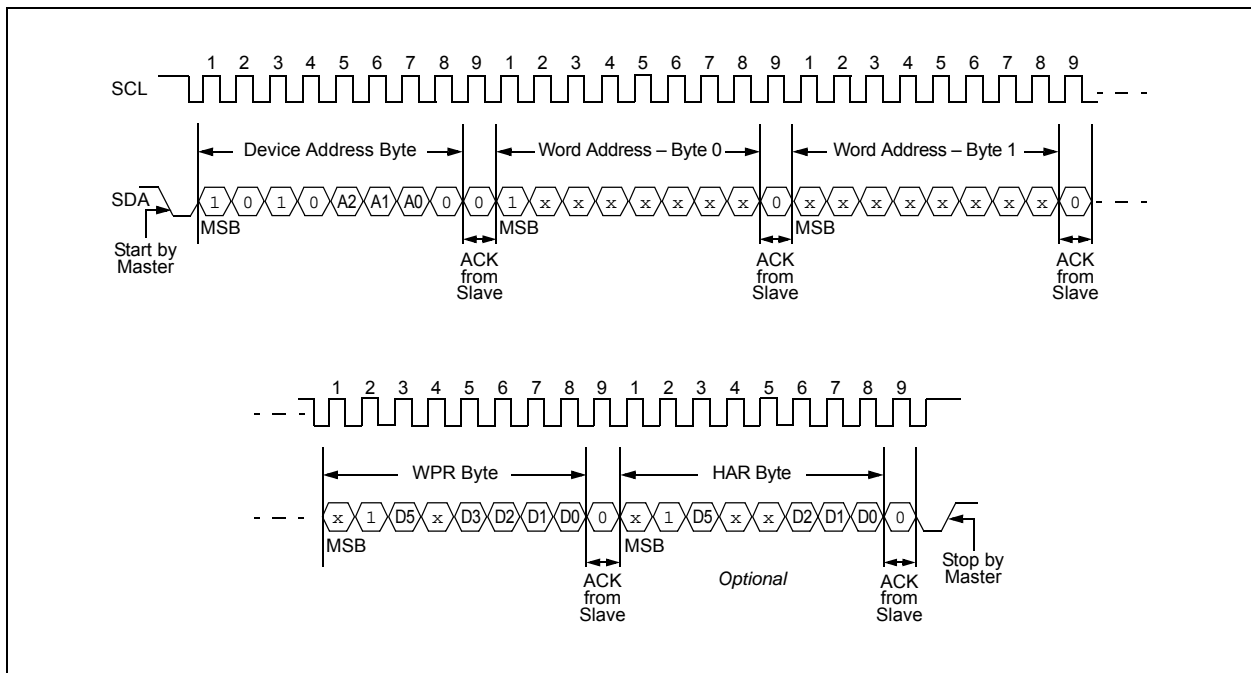 1 2 3 4 5 6 7 8 9 1 2 3 4 5 6 7 8 9 1 2 3 4 5 6 7 8 9
SCL
Device Address Byte Word Address – Byte 0 Word Address – Byte 1
SDA 1 0 1 0 A2 A1 A0 0 0 1 x x x x x x x 0 x x x x x x x x 0
MSB MSB MSB
Start by
Master
ACK
from
Slave
ACK
from
Slave
ACK
from
Slave
1 2 3 4 5 6 7 8 9 1 2 3 4 5 6 7 8 9
WPR Byte HAR Byte
x 1 D5 x D3 D2 D1 D0 0 x 1 D5 x x D2 D1 D0 0
MSB MSB
ACK
from
Slave
Optional
ACK
from
Slave
Stop by
Master